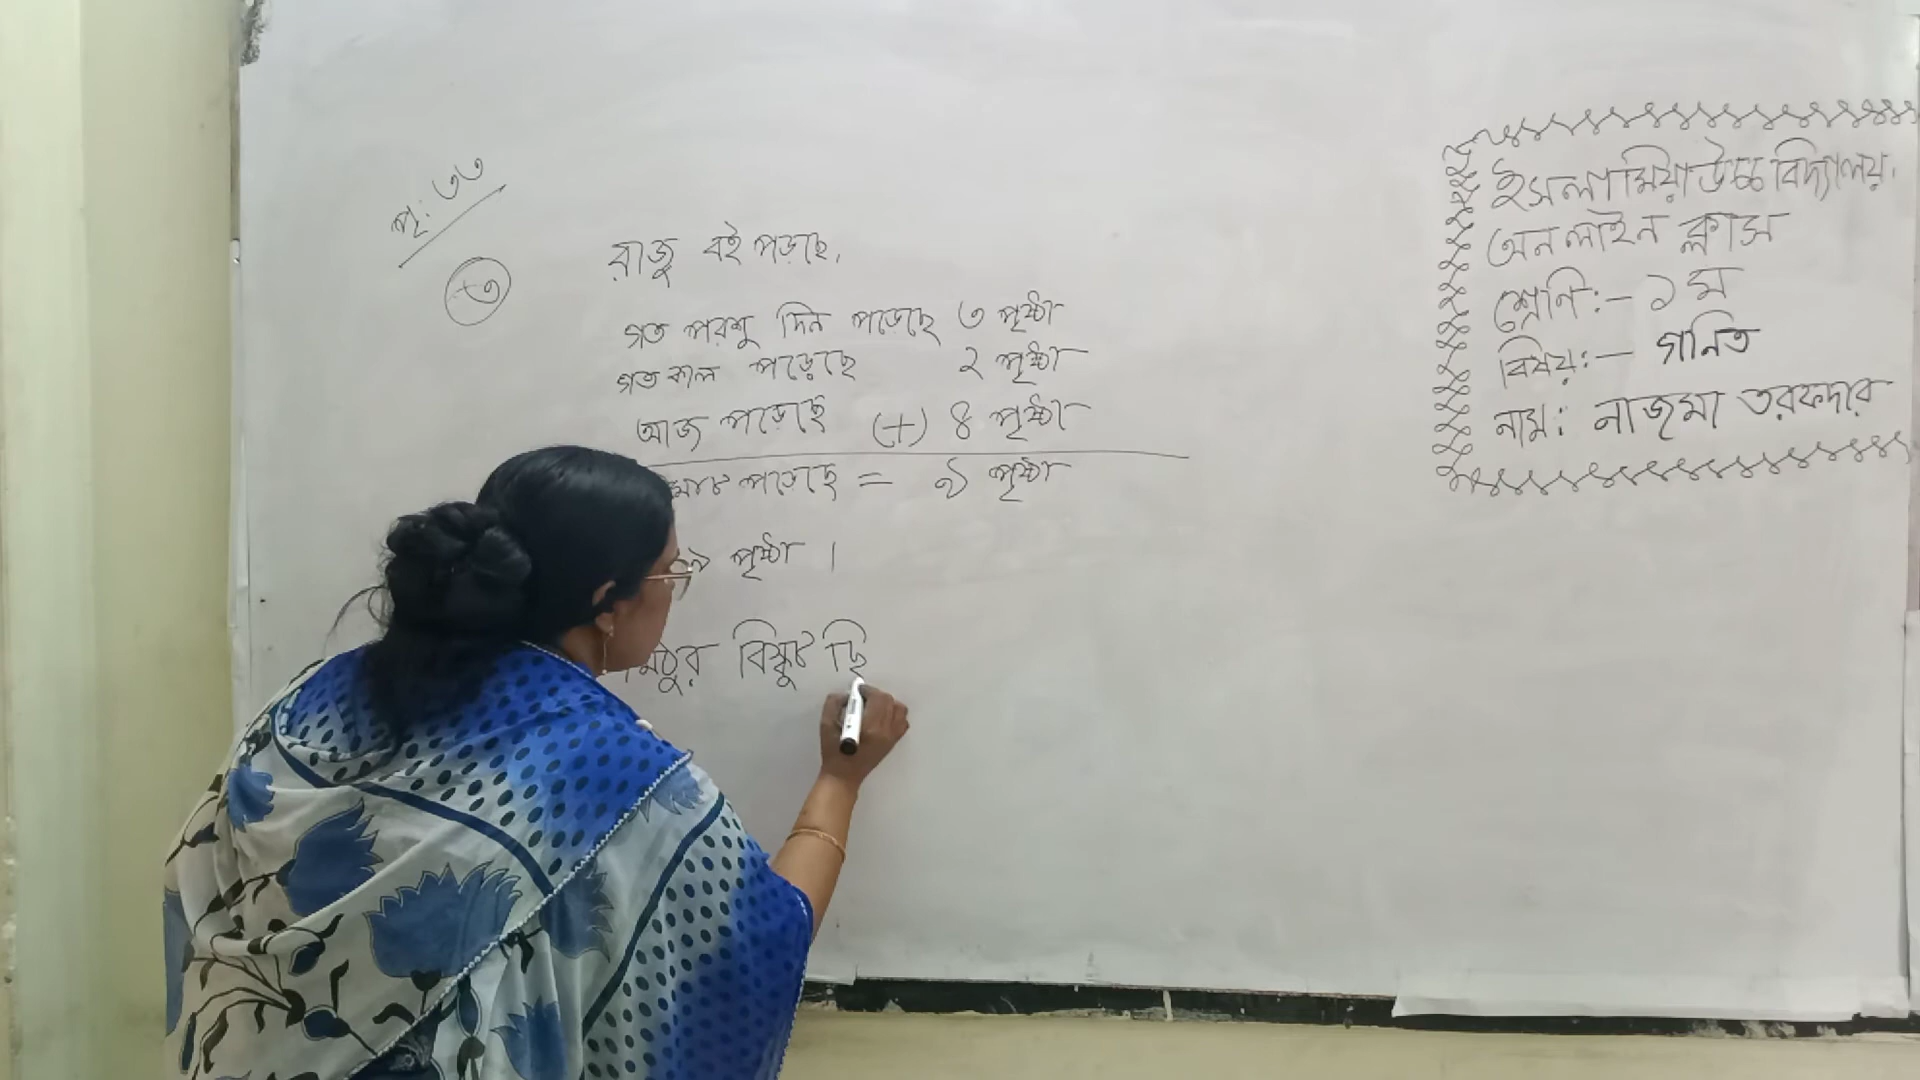 পৃ: ৩৩
৩
রাজু বই পড়ছে,
গত পরশু দিন পড়েছে ৩ পৃষ্ঠা
গত কাল পড়েছে ২ পৃষ্ঠা
আজ পড়েছে (+) ৪ পৃষ্ঠা
পড়েছে = ৯ পৃষ্ঠা
৯ পৃষ্ঠা ।
বিস্কুট ছি
ইসলামিয়া উচ্চ বিদ্যালয়।
অনলাইন ক্লাস
শ্রেণি:- ১ম
বিষয়:- গনিত
নাম: নাজমা তরফদার